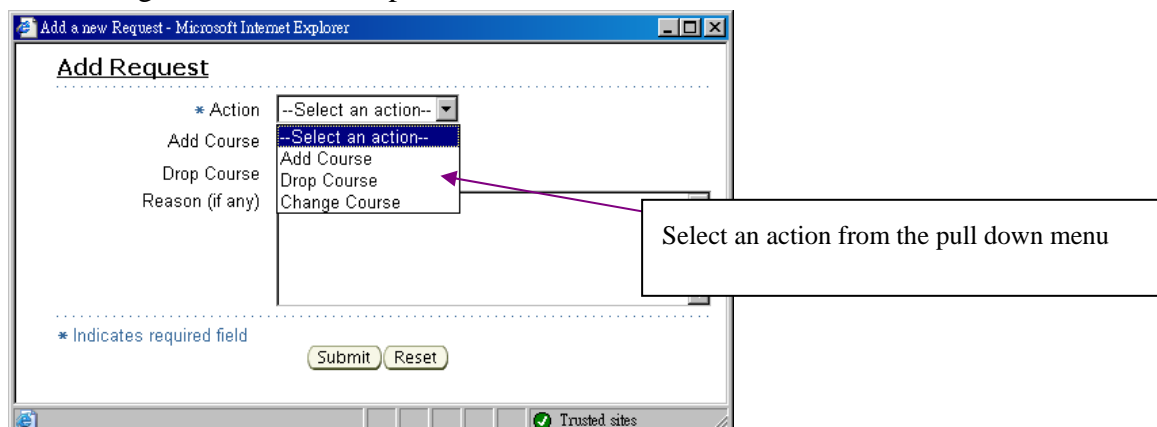 Add a new Request - Microsoft Internet Explorer
Add Request
* Action --Select an action--
Add Course --Select an action--
Add Course
Drop Course Drop Course
Reason (if any) Change Course
Select an action from the pull down menu
* Indicates required field
Submit Reset
Trusted sites